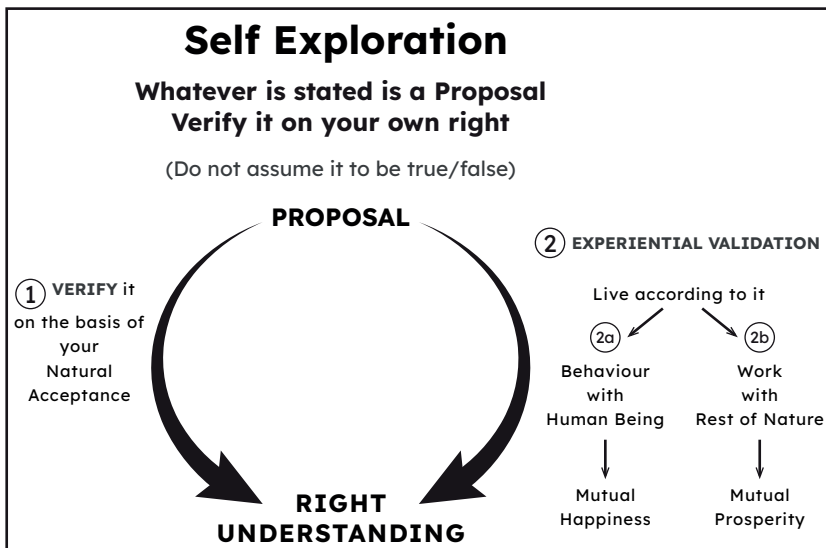 Self Exploration
Whatever is stated is a Proposal
Verify it on your own right
(Do not assume it to be true/false)
PROPOSAL
1 VERIFY it
on the basis of
your
Natural
Acceptance
2 EXPERIENTIAL VALIDATION
Live according to it
2a
Behaviour
with
Human Being
Mutual
Happiness
2b
Work
with
Rest of Nature
Mutual
Prosperity
RIGHT
UNDERSTANDING